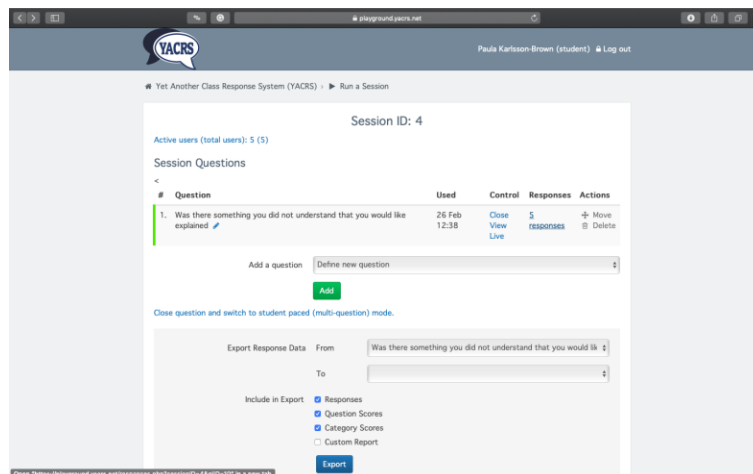 playground.yacrs.net
YACRS
Paula Karlsson-Brown (student) Log out
Yet Another Class Response System (YACRS) › Run a Session
Session ID: 4
Active users (total users): 5 (5)
Session Questions
<
# Question Used Control Responses Actions
1. Was there something you did not understand that you would like 26 Feb Close 5 Move
explained 12:38 View responses Delete
Live
Add a question Define new question
Add
Close question and switch to student paced (multi-question) mode.
Export Response Data From Was there something you did not understand that you would lik
To
Include in Export Responses
Question Scores
Category Scores
Custom Report
Export